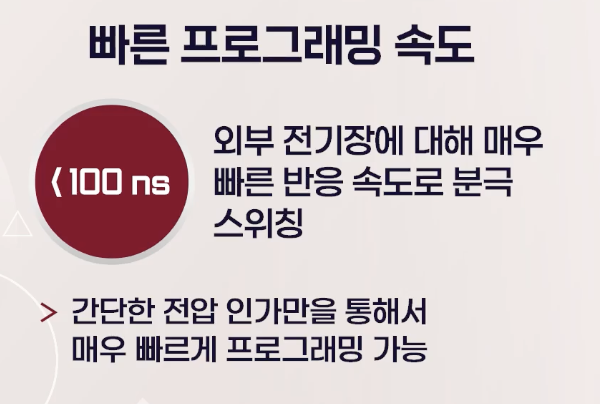 빠른 프로그래밍 속도
⟨ 100 ns
외부 전기장에 대해 매우
빠른 반응 속도로 분극
스위칭
> 간단한 전압 인가만을 통해서
매우 빠르게 프로그래밍 가능